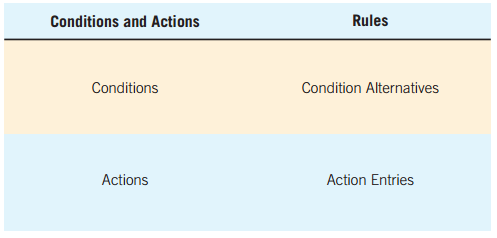 Conditions and Actions Rules
Conditions Condition Alternatives
Actions Action Entries